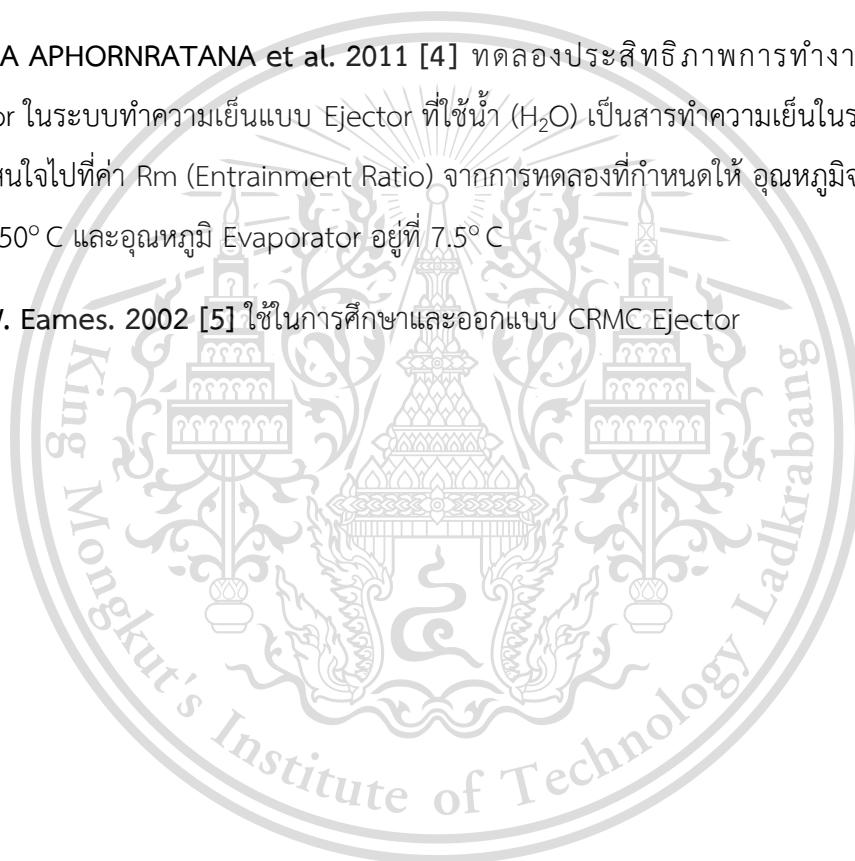 A APHORNRATANA et al. 2011 [4] ทดลองประสิทธิภาพการทำงา
or ในระบบทำความเย็นแบบ Ejector ที่ใช้น้ำ (H₂O) เป็นสารทำความเย็นใน
สนใจไปที่ค่า Rm (Entrainment Ratio) จากการทดลองที่กำหนดให้ อุณหภูมิ
50° C และอุณหภูมิ Evaporator อยู่ที่ 7.5° C
. Eames. 2002 [5] ใช้ในการศึกษาและออกแบบ CRMC Ejector
King Mongkut's Institute of Technology Ladkrabang